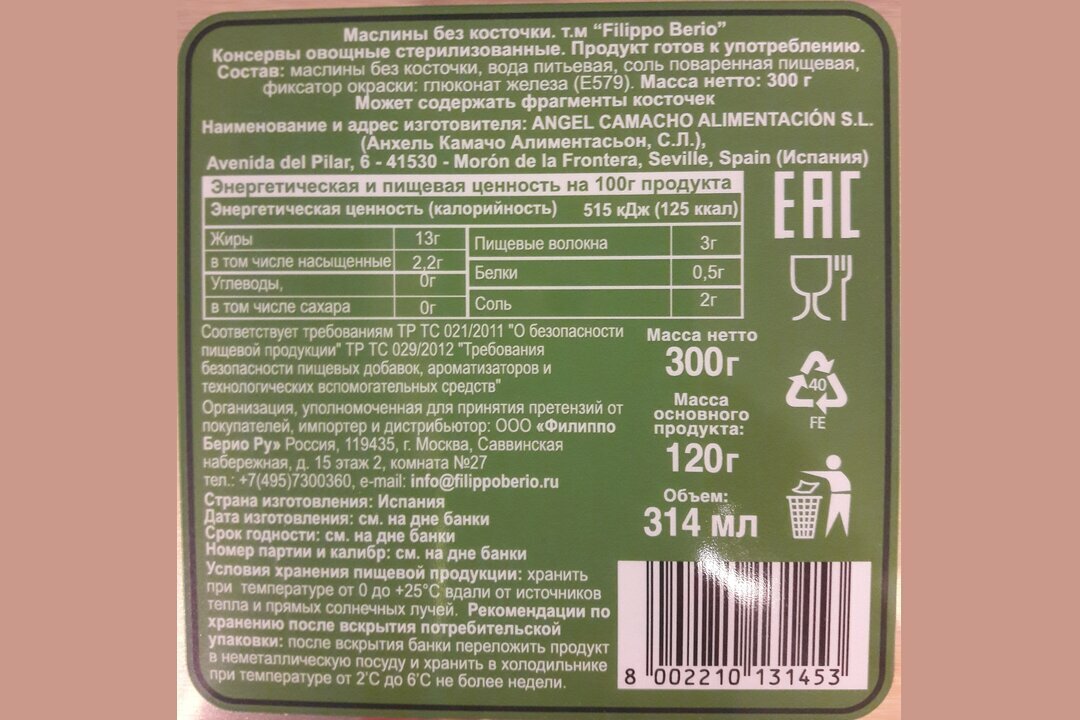 Маслины без косточки. т.м “Filippo Berio”
Консервы овощные стерилизованные. Продукт готов к употреблению.
Состав: маслины без косточки, вода питьевая, соль поваренная пищевая,
фиксатор окраски: глюконат железа (Е579). Масса нетто: 300 г
Может содержать фрагменты косточек
Наименование и адрес изготовителя: ANGEL CAMACHO ALIMENTACIÓN S.L.
(Анхель Камачо Алиментасьон, С.Л.),
Avenida del Pilar, 6 - 41530 - Morón de la Frontera, Seville, Spain (Испания)
Энергетическая и пищевая ценность на 100г продукта
Энергетическая ценность (калорийность) 515 кДж (125 ккал)
Жиры 13г
в том числе насыщенные 2,2г
Углеводы, 0г
в том числе сахара 0г
Пищевые волокна 3г
Белки 0,5г
Соль 2г
EAC
Соответствует требованиям ТР ТС 021/2011 "О безопасности
пищевой продукции" ТР ТС 029/2012 "Требования
безопасности пищевых добавок, ароматизаторов и
технологических вспомогательных средств"
Организация, уполномоченная для принятия претензий от
покупателей, импортер и дистрибьютор: ООО «Филиппо
Берио Ру» Россия, 119435, г. Москва, Саввинская
набережная, д. 15 этаж 2, комната №27
тел.: +7(495)7300360, e-mail: info@filippoberio.ru
Страна изготовления: Испания
Дата изготовления: см. на дне банки
Срок годности: см. на дне банки
Номер партии и калибр: см. на дне банки
Условия хранения пищевой продукции: хранить
при температуре от 0 до +25°С вдали от источников
тепла и прямых солнечных лучей. Рекомендации по
хранению после вскрытия потребительской
упаковки: после вскрытия банки переложить продукт
в неметаллическую посуду и хранить в холодильнике
при температуре от 2˚С до 6˚С не более недели.
Масса нетто
300г
Масса
основного
продукта:
120г
Объем:
314 мл
40
FE
8 002210 131453